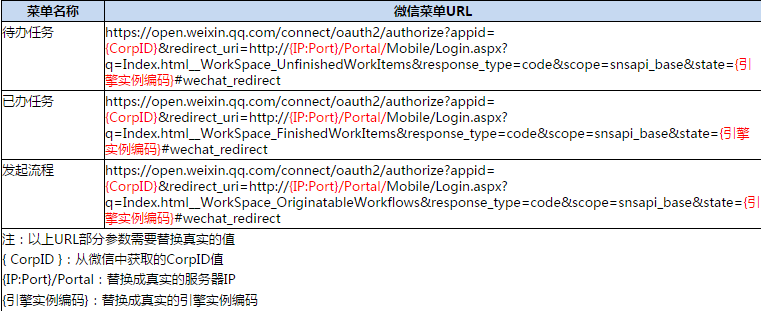 菜单名称 微信菜单URL
待办任务 https://open.weixin.qq.com/connect/oauth2/authorize?appid=
{CorpID}&redirect_uri=http://{IP:Port}/Portal/Mobile/Login.aspx?
q=Index.html__WorkSpace_UnfinishedWorkItems&response_type=code&scope=snsapi_base&state={引
擎实例编码}#wechat_redirect
已办任务 https://open.weixin.qq.com/connect/oauth2/authorize?appid=
{CorpID}&redirect_uri=http://{IP:Port}/Portal/Mobile/Login.aspx?
q=Index.html__WorkSpace_FinishedWorkItems&response_type=code&scope=snsapi_base&state={引
擎实例编码}#wechat_redirect
发起流程 https://open.weixin.qq.com/connect/oauth2/authorize?appid=
{CorpID}&redirect_uri=http://{IP:Port}/Portal/Mobile/Login.aspx?
q=Index.html__WorkSpace_OriginatableWorkflows&response_type=code&scope=snsapi_base&state={引
擎实例编码}#wechat_redirect
注：以上URL部分参数需要替换真实的值
{ CorpID }：从微信中获取的CorpID值
{IP:Port}/Portal：替换成真实的服务器IP
{引擎实例编码}：替换成真实的引擎实例编码